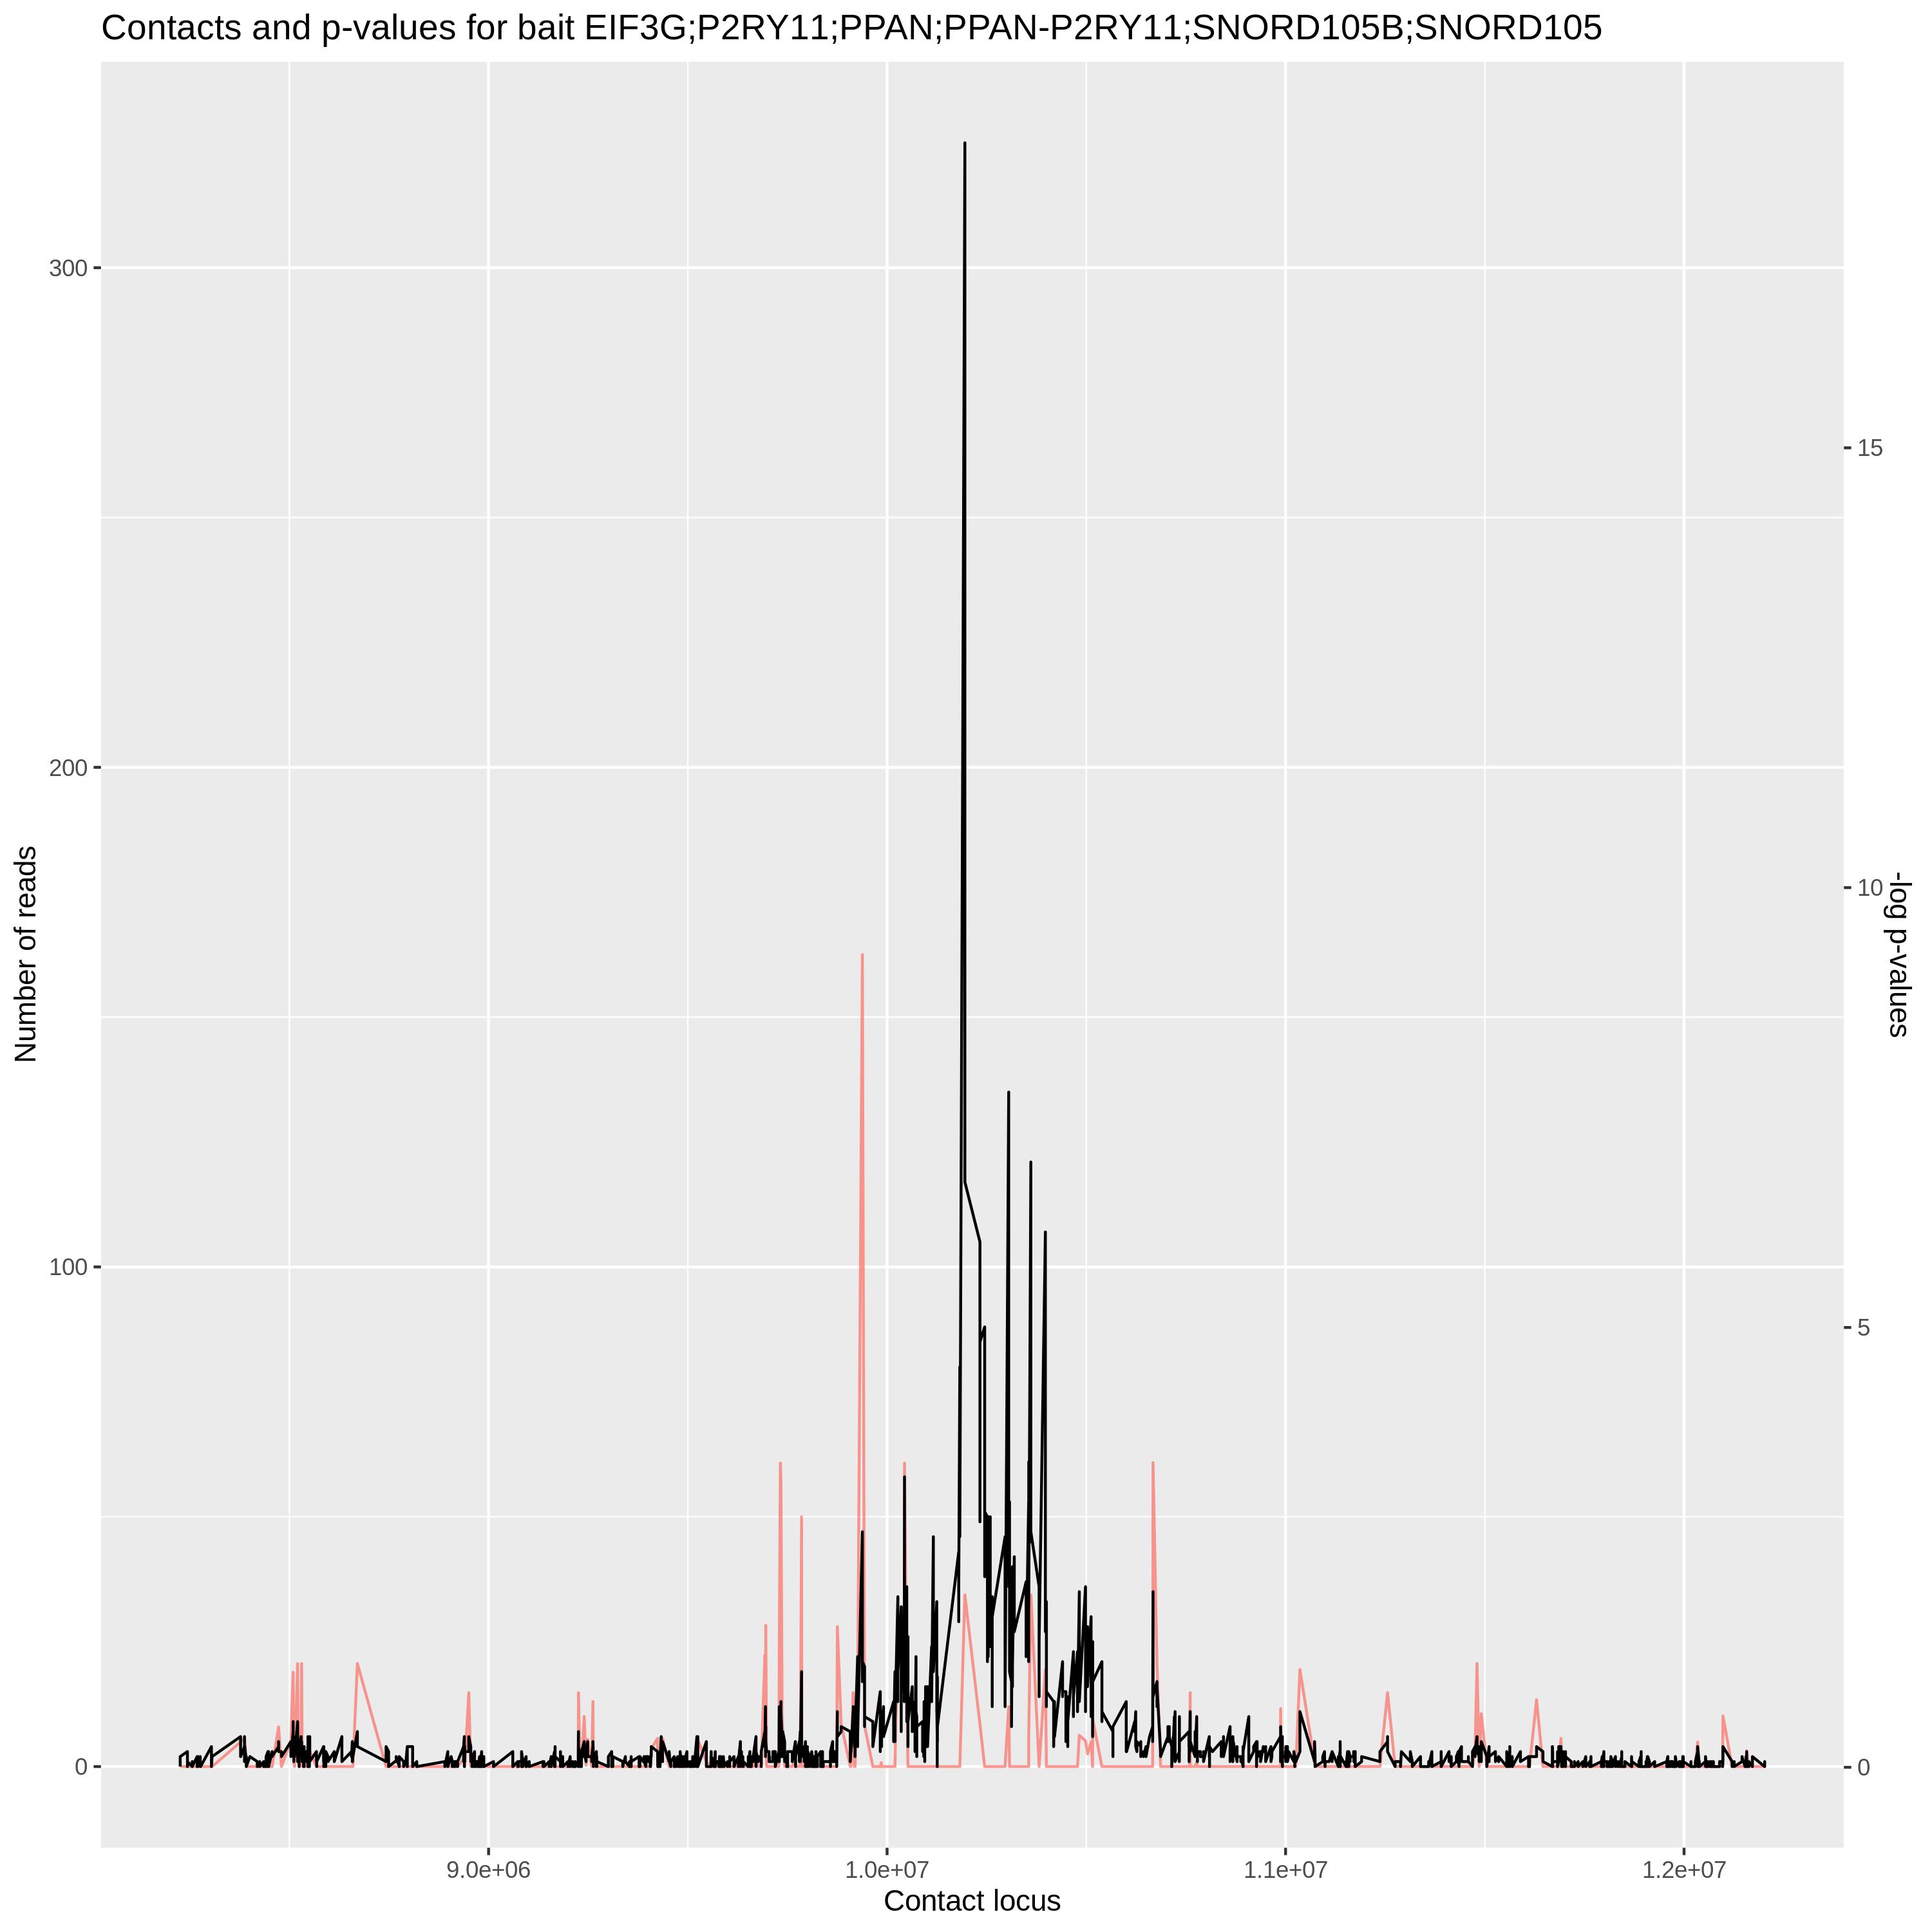 Contacts and p-values for bait EIF3G;P2RY11;PPAN;PPAN-P2RY11;SNORD105B;SNORD105
Number of reads
300
200
100
0
15
10
5
0
-log p-values
9.0e+06
1.0e+07
1.1e+07
1.2e+07
Contact locus